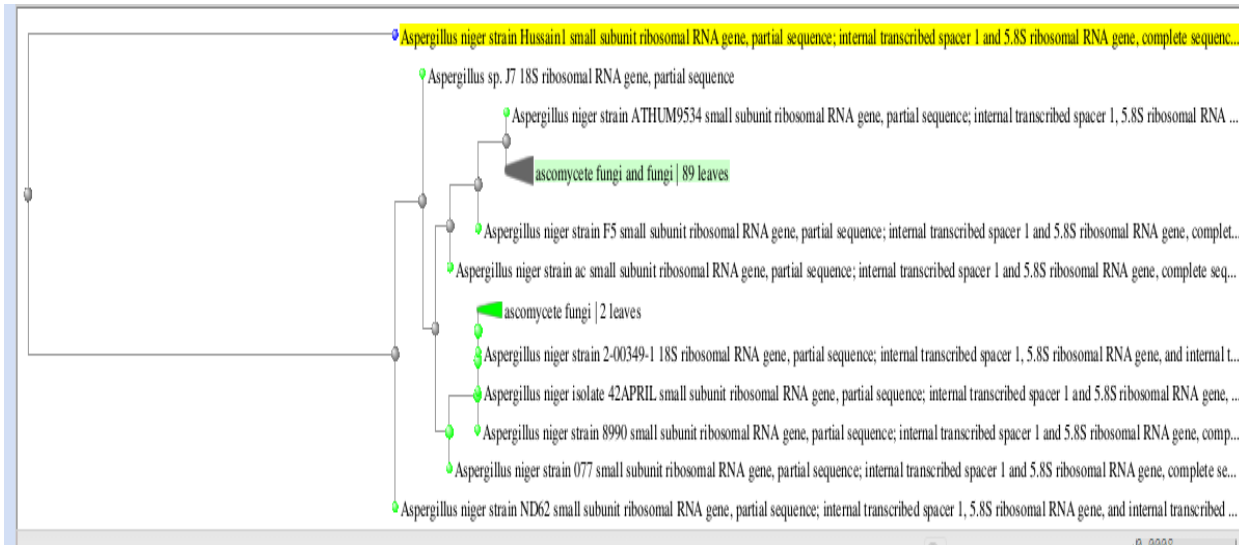 Aspergillus niger strain Hussain1 small subunit ribosomal RNA gene, partial sequence; internal transcribed spacer 1 and 5.8S ribosomal RNA gene, complete sequenc...
Aspergillus sp. J7 18S ribosomal RNA gene, partial sequence
Aspergillus niger strain ATHUM9534 small subunit ribosomal RNA gene, partial sequence; internal transcribed spacer 1, 5.8S ribosomal RNA ...
ascomycete fungi and fungi | 89 leaves
Aspergillus niger strain F5 small subunit ribosomal RNA gene, partial sequence; internal transcribed spacer 1 and 5.8S ribosomal RNA gene, complet...
Aspergillus niger strain ac small subunit ribosomal RNA gene, partial sequence; internal transcribed spacer 1 and 5.8S ribosomal RNA gene, complete seq...
ascomycete fungi | 2 leaves
Aspergillus niger strain 2-00349-1 18S ribosomal RNA gene, partial sequence; internal transcribed spacer 1, 5.8S ribosomal RNA gene, and internal t...
Aspergillus niger isolate 42APRIL small subunit ribosomal RNA gene, partial sequence; internal transcribed spacer 1 and 5.8S ribosomal RNA gene, ...
Aspergillus niger strain 8990 small subunit ribosomal RNA gene, partial sequence; internal transcribed spacer 1 and 5.8S ribosomal RNA gene, comp...
Aspergillus niger strain 077 small subunit ribosomal RNA gene, partial sequence; internal transcribed spacer 1 and 5.8S ribosomal RNA gene, complete se...
Aspergillus niger strain ND62 small subunit ribosomal RNA gene, partial sequence; internal transcribed spacer 1, 5.8S ribosomal RNA gene, and internal transcribed ...